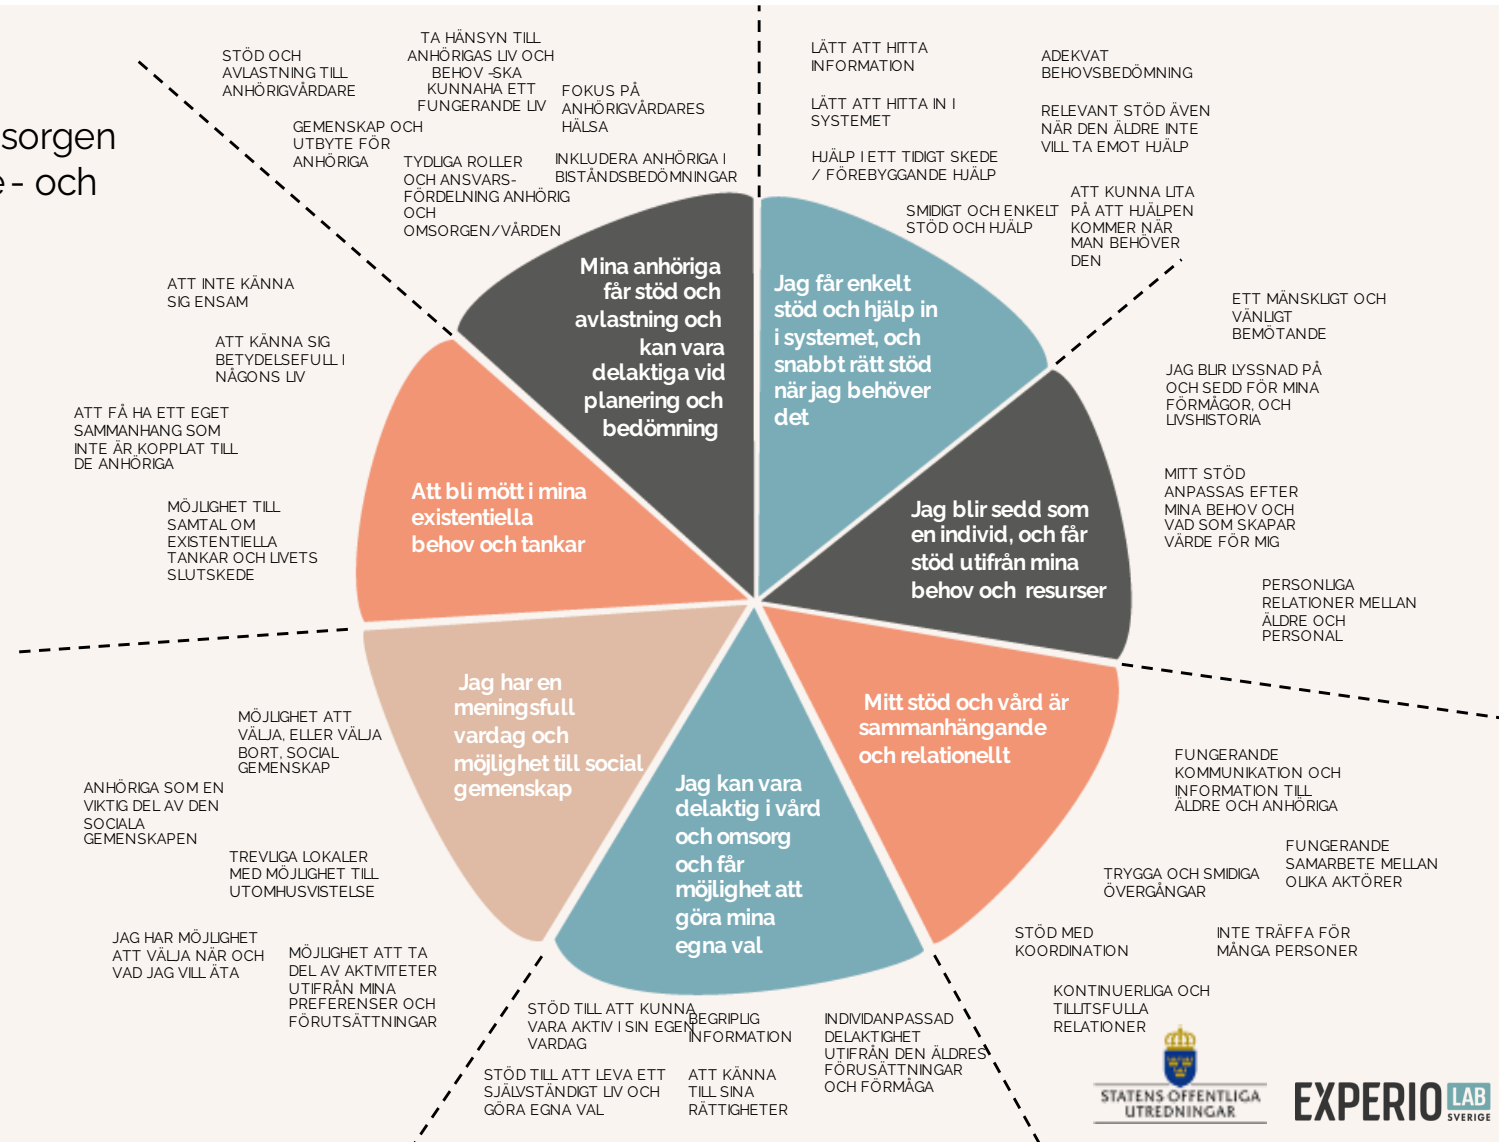 sorgen
e- och
STÖD OCH
AVLASTNING TILL
ANHÖRIGVÅRDARE
TA HÄNSYN TILL
ANHÖRIGAS LIV OCH
BEHOV -SKA
KUNNAHA ETT
FUNGERANDE LIV
FOKUS PÅ
ANHÖRIGVÅRDARES
HÄLSA
GEMENSKAP OCH
UTBYTE FÖR
ANHÖRIGA
TYDLIGA ROLLER
OCH ANSVARS-
FÖRDELNING ANHÖRIG
OCH
OMSORGEN/VÅRDEN
INKLUDERA ANHÖRIGA I
BISTÅNDSBEDÖMNINGAR
LÄTT ATT HITTA
INFORMATION
LÄTT ATT HITTA IN I
SYSTEMET
HJÄLP I ETT TIDIGT SKEDE
/ FÖREBYGGANDE HJÄLP
SMIDIGT OCH ENKELT
STÖD OCH HJÄLP
ADEKVAT
BEHOVSBEDÖMNING
RELEVANT STÖD ÄVEN
NÄR DEN ÄLDRE INTE
VILL TA EMOT HJÄLP
ATT KUNNA LITA
PÅ ATT HJÄLPEN
KOMMER NÄR
MAN BEHÖVER
DEN
Mina anhöriga
får stöd och
avlastning och
kan vara
delaktiga vid
planering och
bedömning
Jag får enkelt
stöd och hjälp in
i systemet, och
snabbt rätt stöd
när jag behöver
det
ATT INTE KÄNNA
SIG ENSAM
ATT KÄNNA SIG
BETYDELSEFULL I
NÅGONS LIV
ATT FÅ HA ETT EGET
SAMMANHANG SOM
INTE ÄR KOPPLAT TILL
DE ANHÖRIGA
MÖJLIGHET TILL
SAMTAL OM
EXISTENTIELLA
TANKAR OCH LIVETS
SLUTSKEDE
Att bli mött i mina
existentiella
behov och tankar
Jag blir sedd som
en individ, och får
stöd utifrån mina
behov och resurser
ETT MÄNSKLIGT OCH
VÄNLIGT
BEMÖTANDE
JAG BLIR LYSSNAD PÅ
OCH SEDD FÖR MINA
FÖRMÅGOR, OCH
LIVSHISTORIA
MITT STÖD
ANPASSAS EFTER
MINA BEHOV OCH
VAD SOM SKAPAR
VÄRDE FÖR MIG
PERSONLIGA
RELATIONER MELLAN
ÄLDRE OCH
PERSONAL
Jag har en
meningsfull
vardag och
möjlighet till social
gemenskap
Jag kan vara
delaktig i vård
och omsorg
och får
möjlighet att
göra mina
egna val
Mitt stöd och vård är
sammanhängande
och relationellt
MÖJLIGHET ATT
VÄLJA, ELLER VÄLJA
BORT, SOCIAL
GEMENSKAP
ANHÖRIGA SOM EN
VIKTIG DEL AV DEN
SOCIALA
GEMENSKAPEN
TREVLIGA LOKALER
MED MÖJLIGHET TILL
UTOMHUSVISTELSE
JAG HAR MÖJLIGHET
ATT VÄLJA NÄR OCH
VAD JAG VILL ÄTA
MÖJLIGHET ATT TA
DEL AV AKTIVITETER
UTIFRÅN MINA
PREFERENSER OCH
FÖRUTSÄTTNINGAR
STÖD TILL ATT KUNNA
VARA AKTIV I SIN EGEN
VARDAG
STÖD TILL ATT LEVA ETT
SJÄLVSTÄNDIGT LIV OCH
GÖRA EGNA VAL
BEGRIPLIG
INFORMATION
ATT KÄNNA
TILL SINA
RÄTTIGHETER
INDIVIDANPASSAD
DELAKTIGHET
UTIFRÅN DEN ÄLDRES
FÖRUSÄTTNINGAR
OCH FÖRMÅGA
FUNGERANDE
KOMMUNIKATION OCH
INFORMATION TILL
ÄLDRE OCH ANHÖRIGA
FUNGERANDE
SAMARBETE MELLAN
OLIKA AKTÖRER
TRYGGA OCH SMIDIGA
ÖVERGÅNGAR
STÖD MED
KOORDINATION
INTE TRÄFFA FÖR
MÅNGA PERSONER
KONTINUERLIGA OCH
TILLITSFULLA
RELATIONER
STATENS OFFENTLIGA
UTREDNINGAR
EXPERIO LAB
SVERIGE